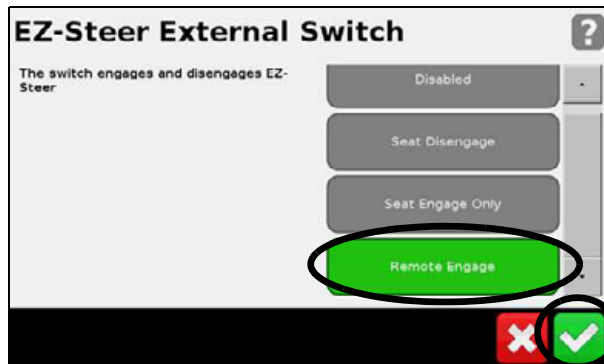 EZ-Steer External Switch
?
The switch engages and disengages EZ-
Steer
Disabled
Seat Disengage
Seat Engage Only
Remote Engage